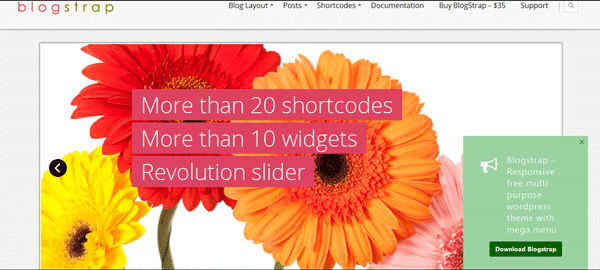 blogstrap
Blog Layout Posts Shortcodes Documentation Buy BlogStrap – $35 Support
More than 20 shortcodes
More than 10 widgets
Revolution slider
Blogstrap -
Responsive
free multi
purpose
wordpress
theme with
mega menu
Download Blogstrap